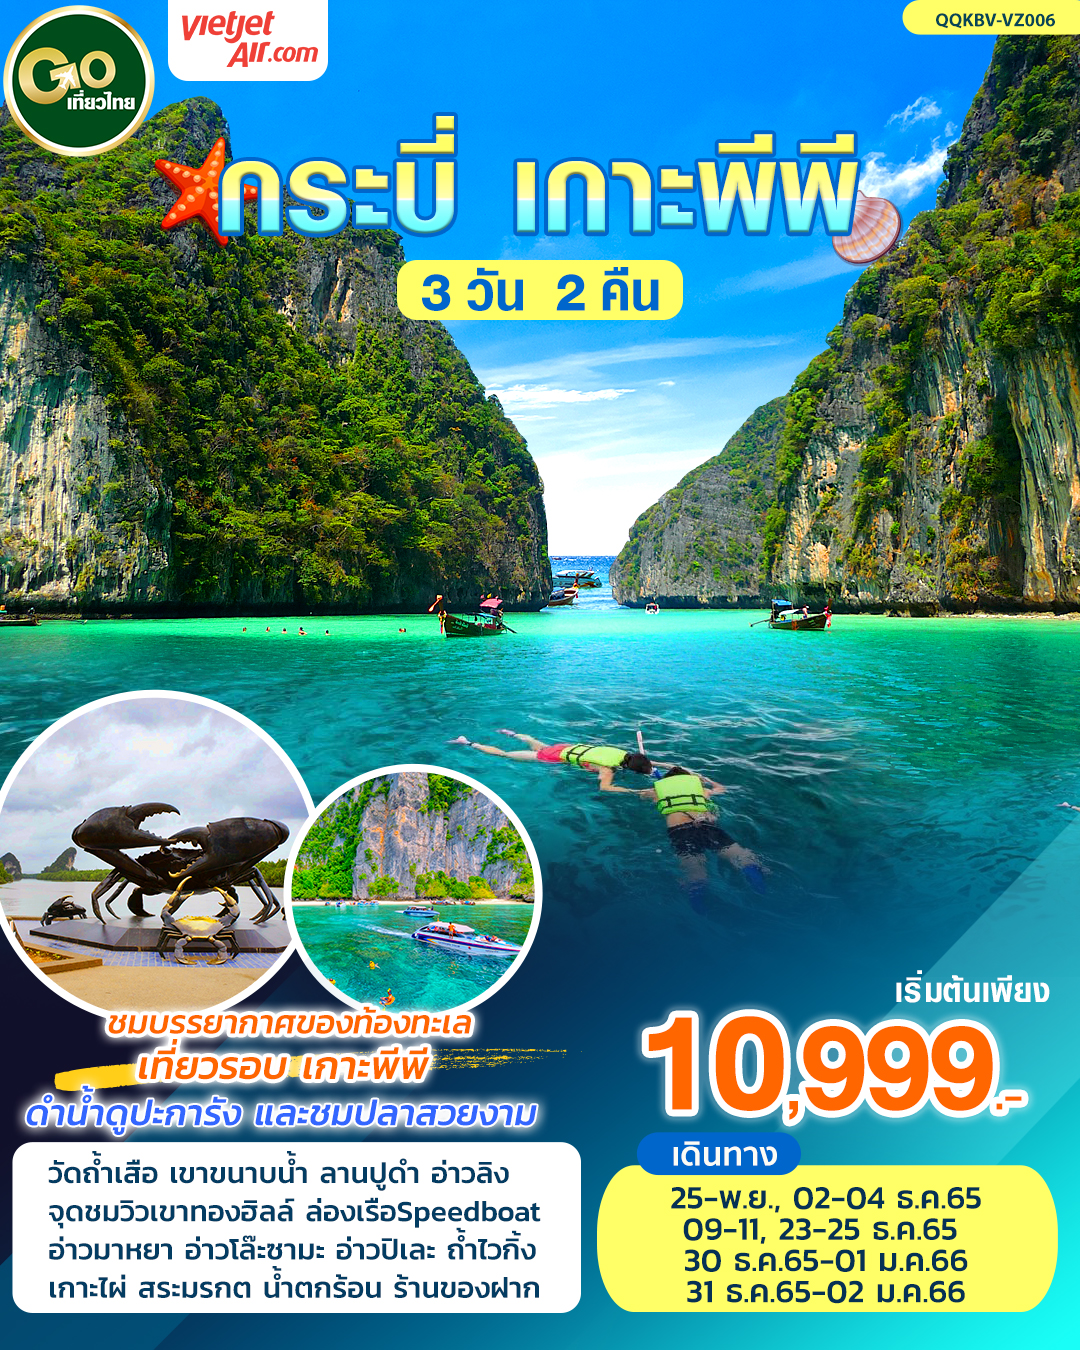 GO
เที่ยวไทย
vietjet
Air.com
QQKBV-VZ006
กระบี่ เกาะพีพี
3 วัน 2 คืน
ชมบรรยากาศของท้องทะเล
เที่ยวรอบ เกาะพีพี
ดำน้ำดูปะการัง และชมปลาสวยงาม
วัดถ้ำเสือ เขาขนาบน้ำ ลานปูดำ อ่าวลิง
จุดชมวิวเขาทองฮิลล์ ล่องเรือSpeedboat
อ่าวมาหยา อ่าวโล๊ะซามะ อ่าวปิเละ ถ้ำไวกิ้ง
เกาะไผ่ สระมรกต น้ำตกร้อน ร้านของฝาก
เริ่มต้นเพียง
10,999.-
เดินทาง
25-พ.ย., 02-04 ธ.ค.65
09-11, 23-25 ธ.ค.65
30 ธ.ค.65-01 ม.ค.66
31 ธ.ค.65-02 ม.ค.66